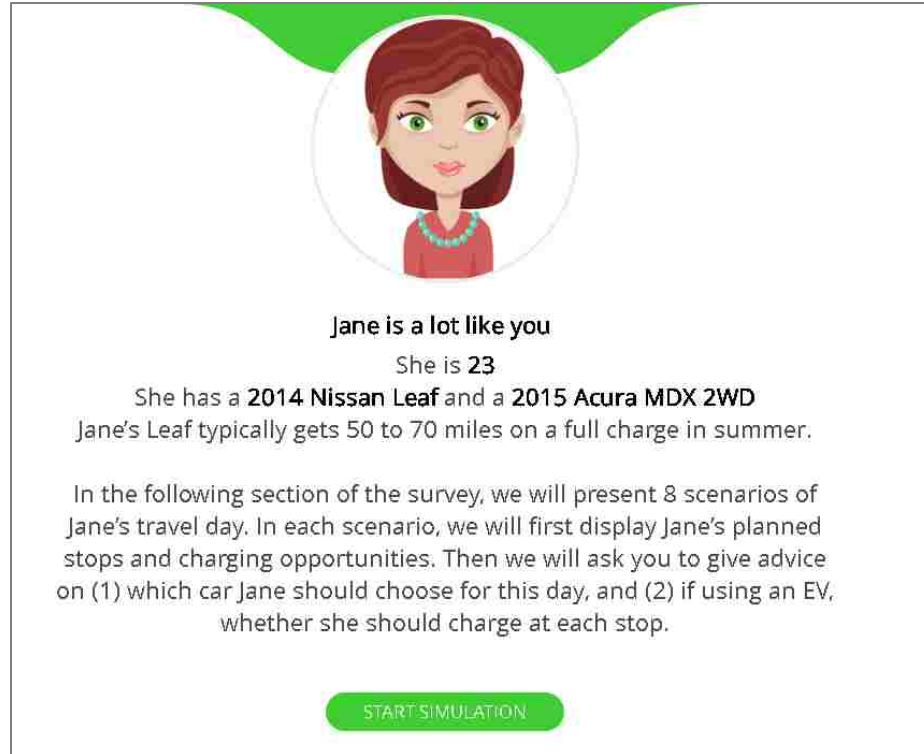 Jane is a lot like you
She is 23
She has a 2014 Nissan Leaf and a 2015 Acura MDX 2WD
Jane's Leaf typically gets 50 to 70 miles on a full charge in summer.
In the following section of the survey, we will present 8 scenarios of
Jane's travel day. In each scenario, we will first display Jane's planned
stops and charging opportunities. Then we will ask you to give advice
on (1) which car Jane should choose for this day, and (2) if using an EV,
whether she should charge at each stop.
START SIMULATION